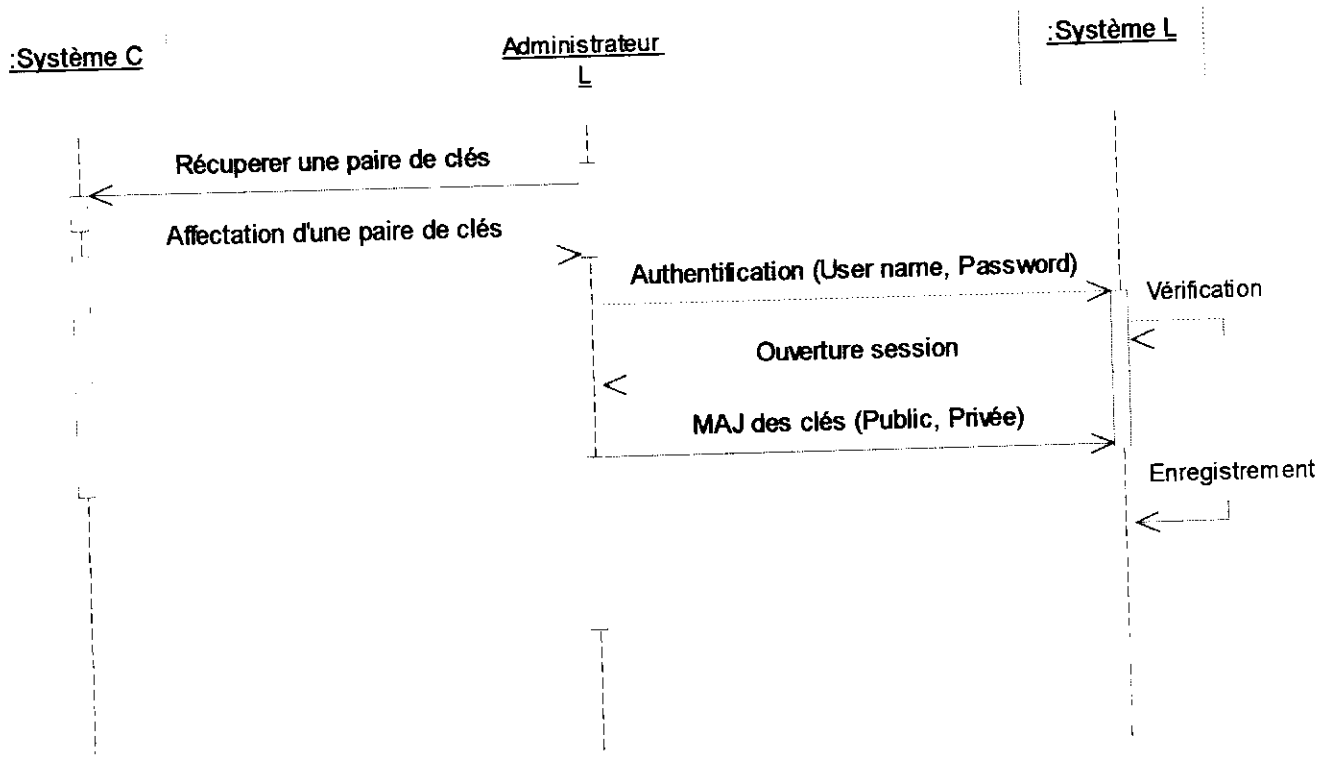 :Système C
Administrateur
L
:Système L
Récuperer une paire de clés
Affectation d'une paire de clés
Authentification (User name, Password)
Vérification
Ouverture session
MAJ des clés (Public, Privée)
Enregistrement